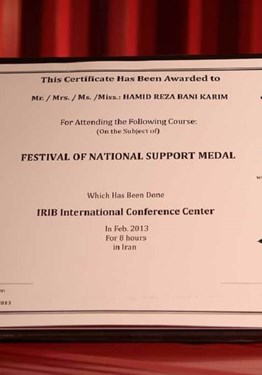 This Certificate Has Been Awarded to
Mr. / Mrs. / Ms. /Miss.: HAMID REZA BANI KARIM
For Attending the Following Course:
(On the Subject of)
FESTIVAL OF NATIONAL SUPPORT MEDAL
Which Has Been Done
IRIB International Conference Center
In Feb. 2013
For 8 hours
in Iran